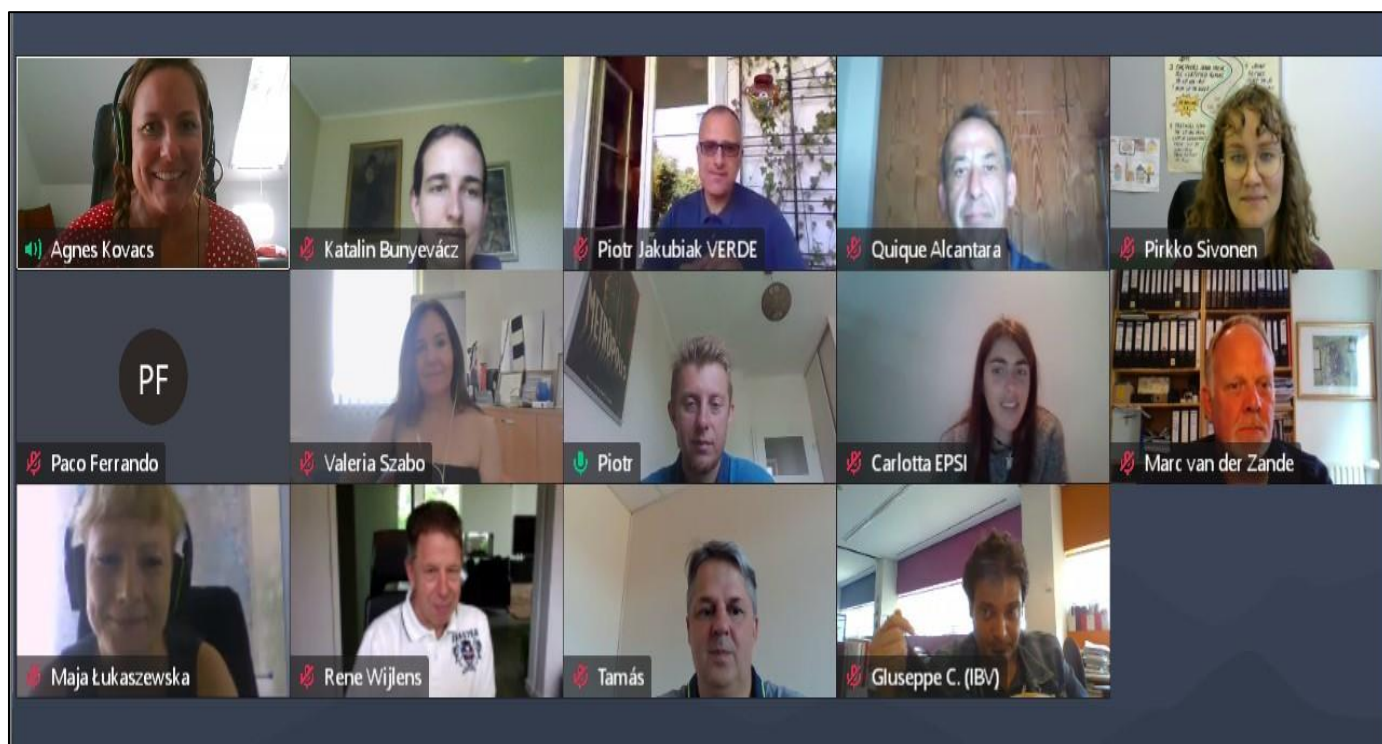 Agnes Kovacs
Katalin Bunyevácz
Piotr Jakubiak VERDE
Quique Alcantara
Pirkko Sivonen
PF
Paco Ferrando
Valeria Szabo
METROPOLIS
Piotr
Carlotta EPSI
Marc van der Zande
Maja Łukaszewska
Rene Wijlens
Tamás
GIuseppe C. (IBV)